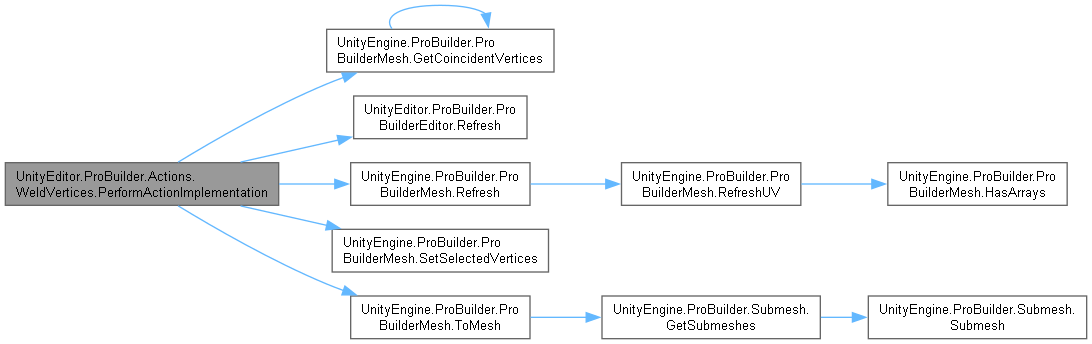 UnityEngine.ProBuilder.Pro
BuilderMesh.GetCoincidentVertices
UnityEditor.ProBuilder.Pro
BuilderEditor.Refresh
UnityEditor.ProBuilder.Actions.
WeldVertices.PerformActionImplementation
UnityEngine.ProBuilder.Pro
BuilderMesh.Refresh
UnityEngine.ProBuilder.Pro
BuilderMesh.RefreshUV
UnityEngine.ProBuilder.Pro
BuilderMesh.HasArrays
UnityEngine.ProBuilder.Pro
BuilderMesh.SetSelectedVertices
UnityEngine.ProBuilder.Pro
BuilderMesh.ToMesh
UnityEngine.ProBuilder.Submesh.
GetSubmeshes
UnityEngine.ProBuilder.Submesh.
Submesh